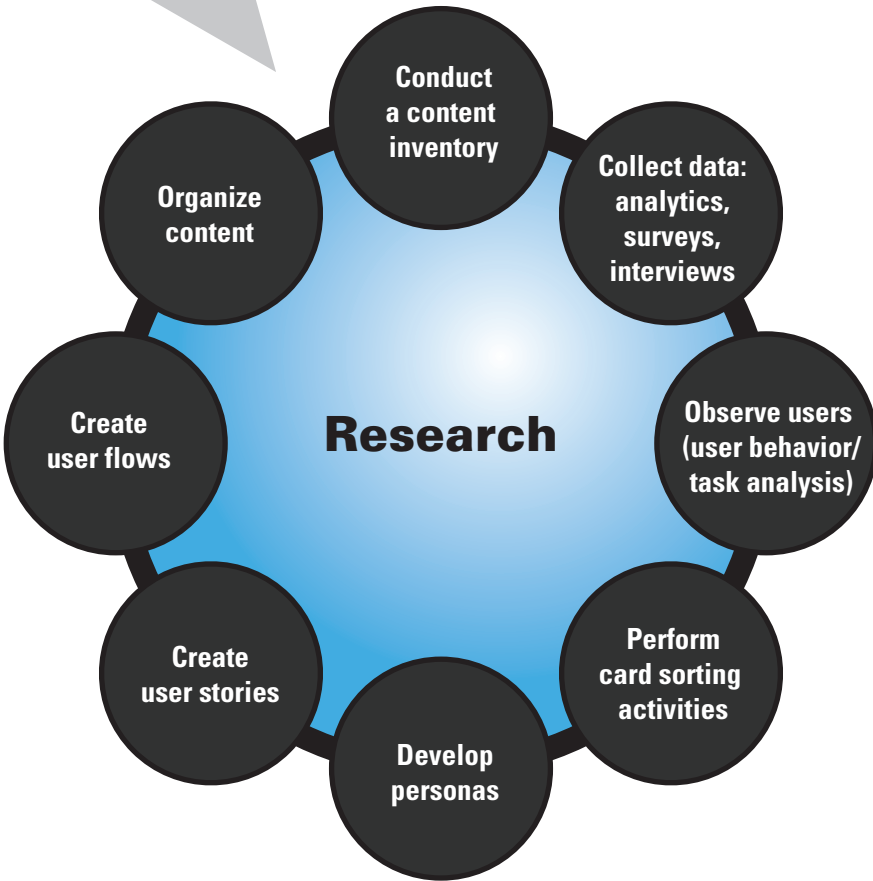 Conduct
a content
inventory
Collect data:
analytics,
surveys,
interviews
Observe users
(user behavior/
task analysis)
Perform
card sorting
activities
Develop
personas
Create
user stories
Create
user flows
Organize
content
Research